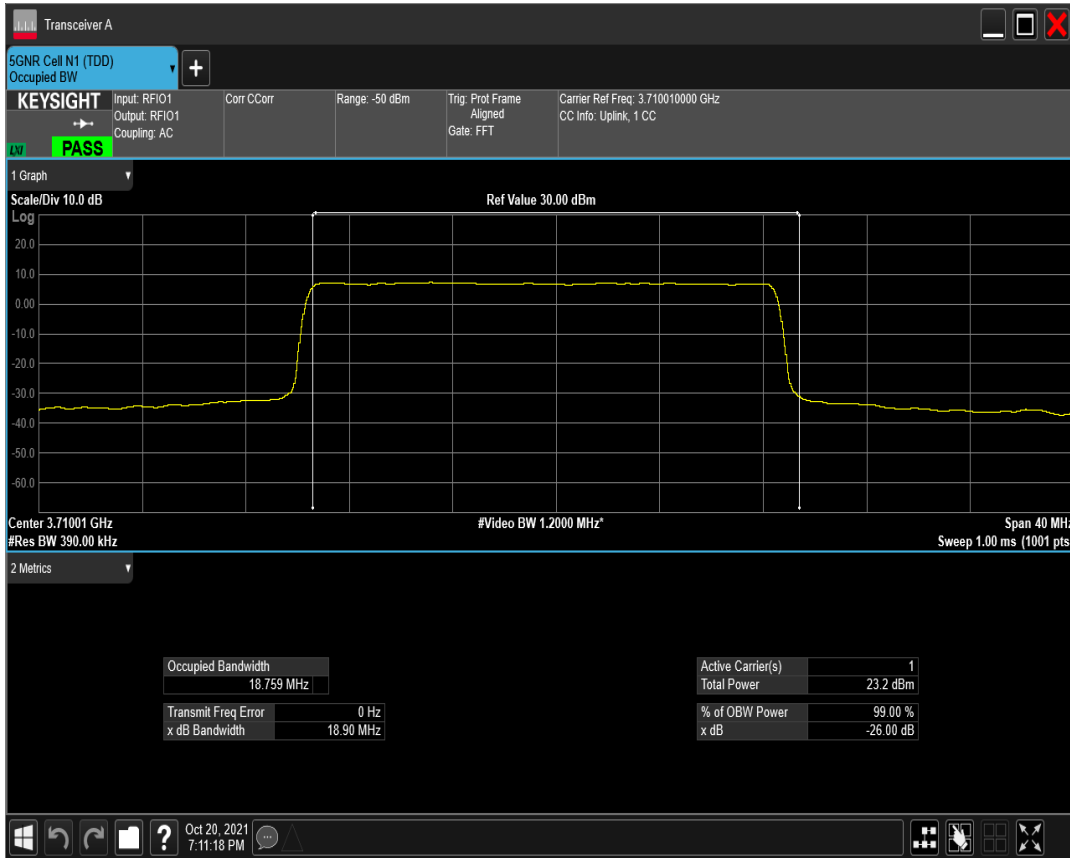 Transceiver A
5GNR Cell N1 (TDD)
Occupied BW
+
KEYSIGHT
LXI
PASS
Input: RFIO1
Output: RFIO1
Coupling: AC
Corr CCorr
Range: -50 dBm
Trig: Prot Frame
Aligned
Gate: FFT
Carrier Ref Freq: 3.710010000 GHz
CC Info: Uplink, 1 CC
1 Graph
Scale/Div 10.0 dB
Ref Value 30.00 dBm
Log
20.0
10.0
0.00
-10.0
-20.0
-30.0
-40.0
-50.0
-60.0
Center 3.71001 GHz
#Video BW 1.2000 MHz*
Span 40 MHz
#Res BW 390.00 kHz
Sweep 1.00 ms (1001 pts
2 Metrics
Occupied Bandwidth
18.759 MHz
Transmit Freq Error 0 Hz
x dB Bandwidth 18.90 MHz
Active Carrier(s) 1
Total Power 23.2 dBm
% of OBW Power 99.00 %
x dB -26.00 dB
?
Oct 20, 2021
7:11:18 PM